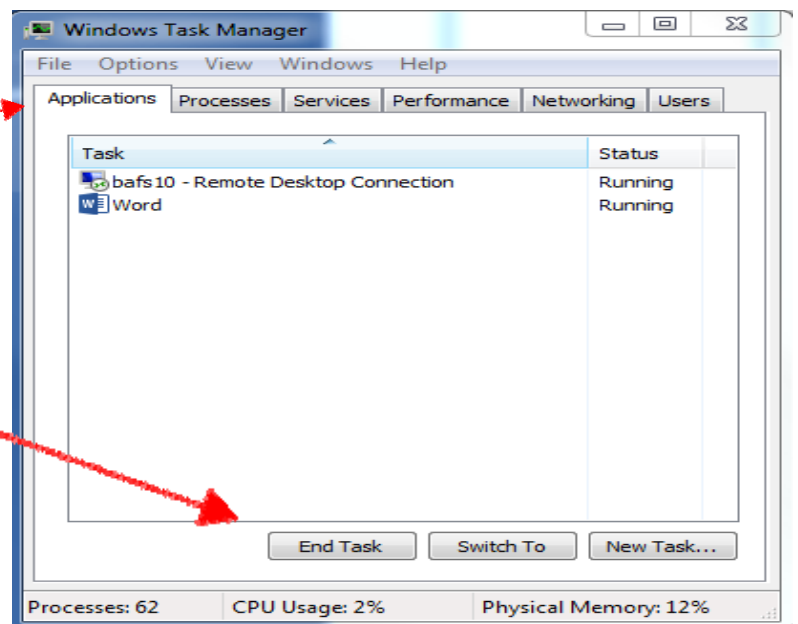 Windows Task Manager
File Options View Windows Help
Applications Processes Services Performance Networking Users
Task Status
bafs10 - Remote Desktop Connection Running
Word Running
End Task Switch To New Task...
Processes: 62 CPU Usage: 2% Physical Memory: 12%